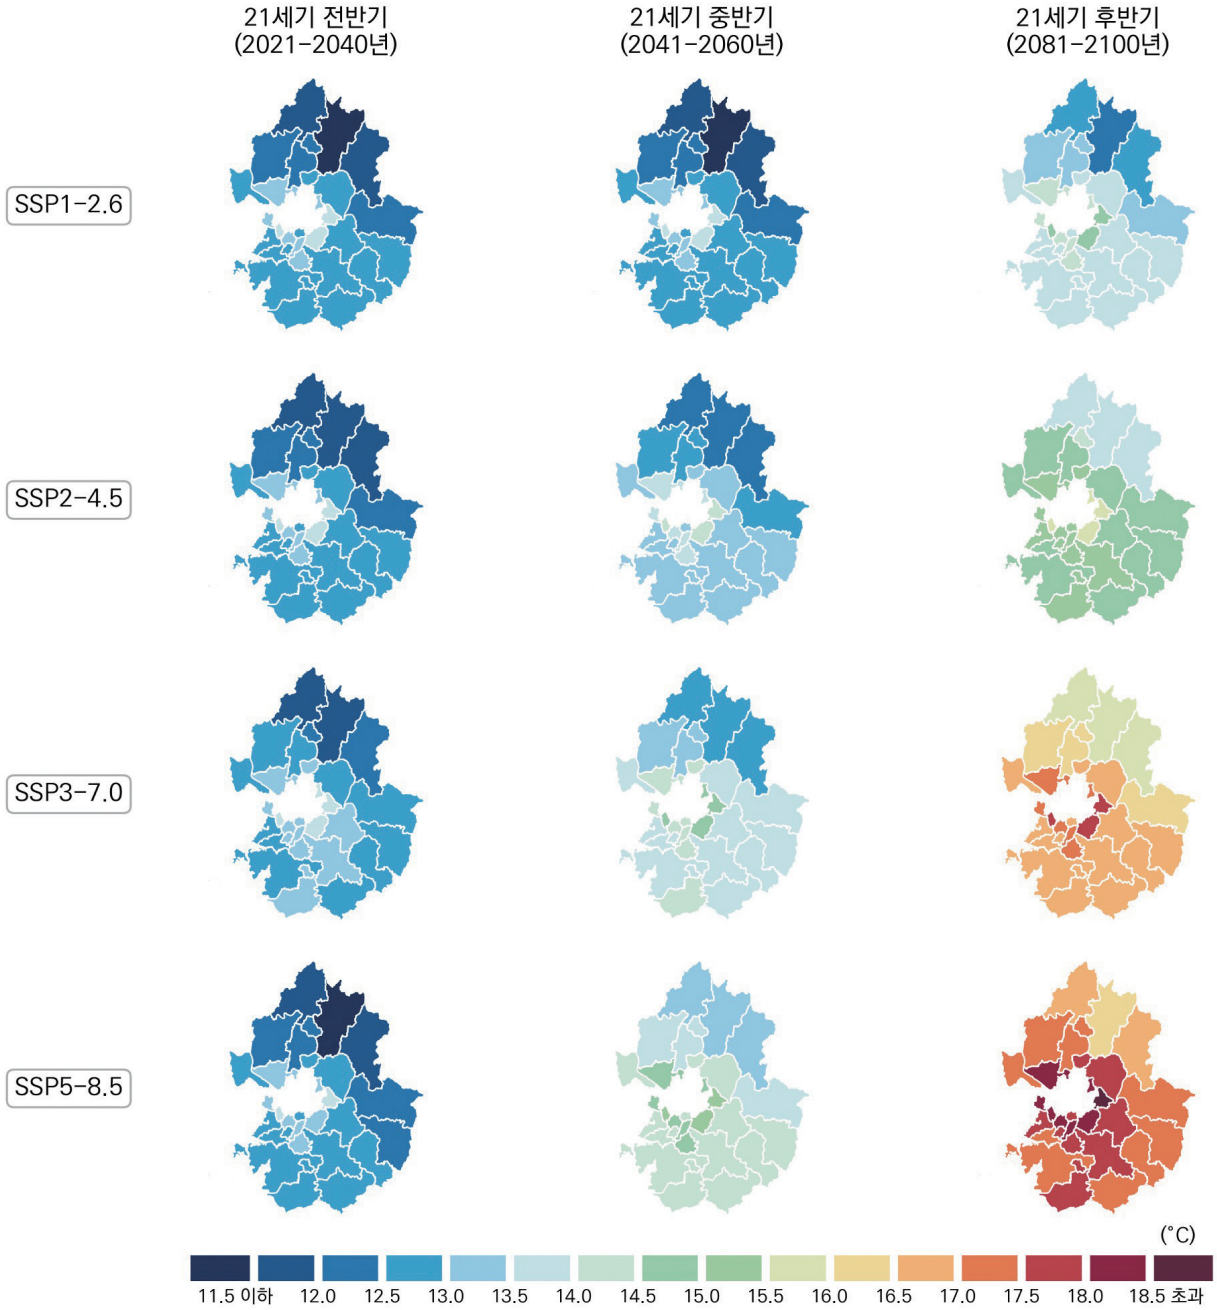 21세기 전반기
(2021-2040년)
21세기 중반기
(2041-2060년)
21세기 후반기
(2081-2100년)
SSP1-2.6
SSP2-4.5
SSP3-7.0
SSP5-8.5
(°C)
11.5 이하 12.0 12.5 13.0 13.5 14.0 14.5 15.0 15.5 16.0 16.5 17.0 17.5 18.0 18.5 초과